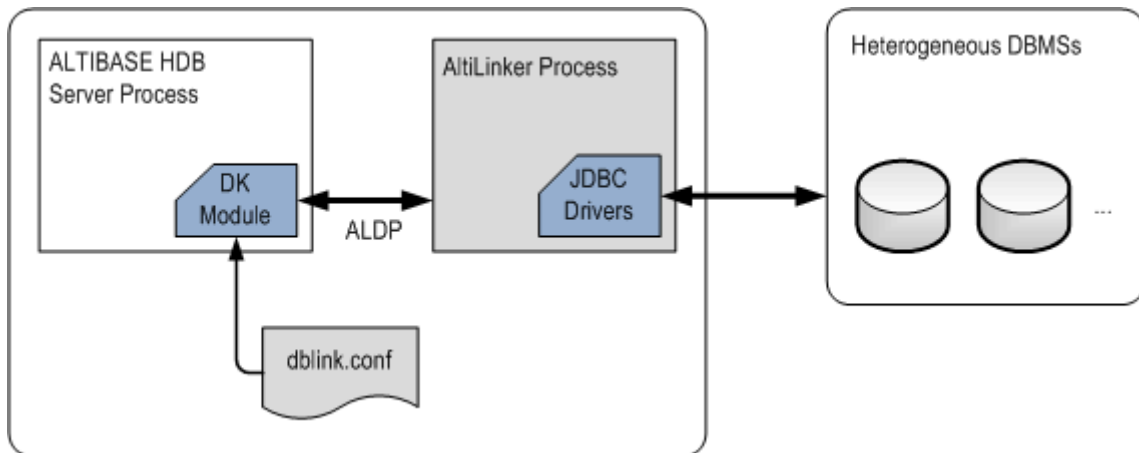 ALTIBASE HDB
Server Process
DK
Module
ALDP
AltiLinker Process
JDBC
Drivers
dblink.conf
Heterogeneous DBMSs
...